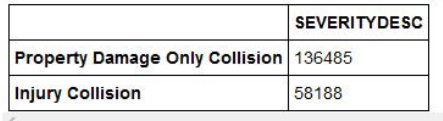 SEVERITYDESC
Property Damage Only Collision 136485
Injury Collision 58188